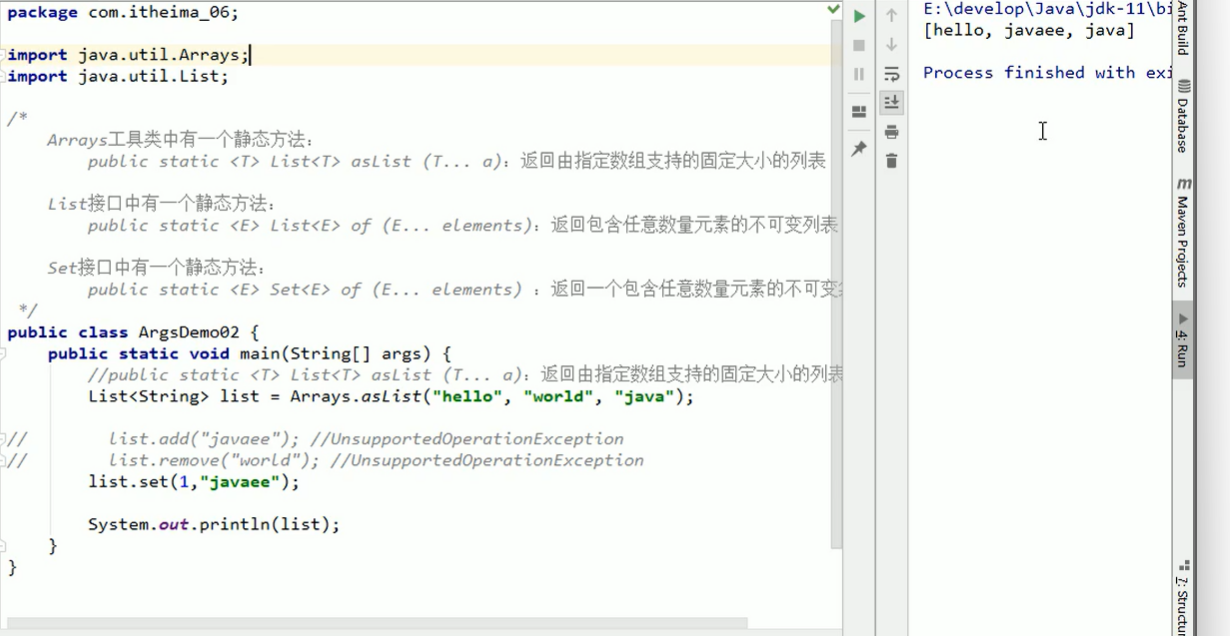 package com.itheima_06;
import java.util.Arrays;
import java.util.List;
/*
Arrays工具类中有一个静态方法:
public static <T> List<T> asList (T... a): 返回由指定数组支持的固定大小的列表
List接口中有一个静态方法:
public static <E> List<E> of (E... elements): 返回包含任意数量元素的不可变列表
Set接口中有一个静态方法:
public static <E> Set<E> of (E... elements) : 返回一个包含任意数量元素的不可变
*/
public class ArgsDemo02 {
public static void main(String[] args) {
//public static <T> List<T> asList (T... a): 返回由指定数组支持的固定大小的列表
List<String> list = Arrays.asList("hello", "world", "java");
// list.add("javaee"); //UnsupportedOperationException
// list.remove("world"); //UnsupportedOperationException
list.set(1,"javaee");
System.out.println(list);
}
}
E:\develop\Java\jdk-11\bi
[hello, javaee, java]
Process finished with exi
Ant Build
Database
m Maven Projects
4: Run
7: Structu